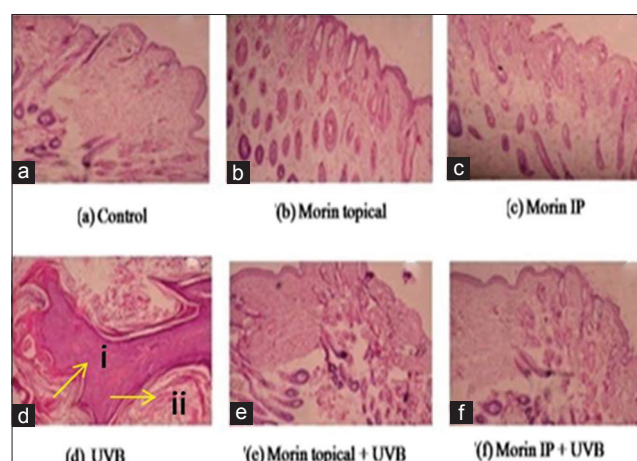 a
b
c
(a) Control
'(b) Morin topical
(c) Morin IP
i
ii
d
e
f
(d) UVB
'(e) Morin topical + UVB
'(f) Morin IP + UVB